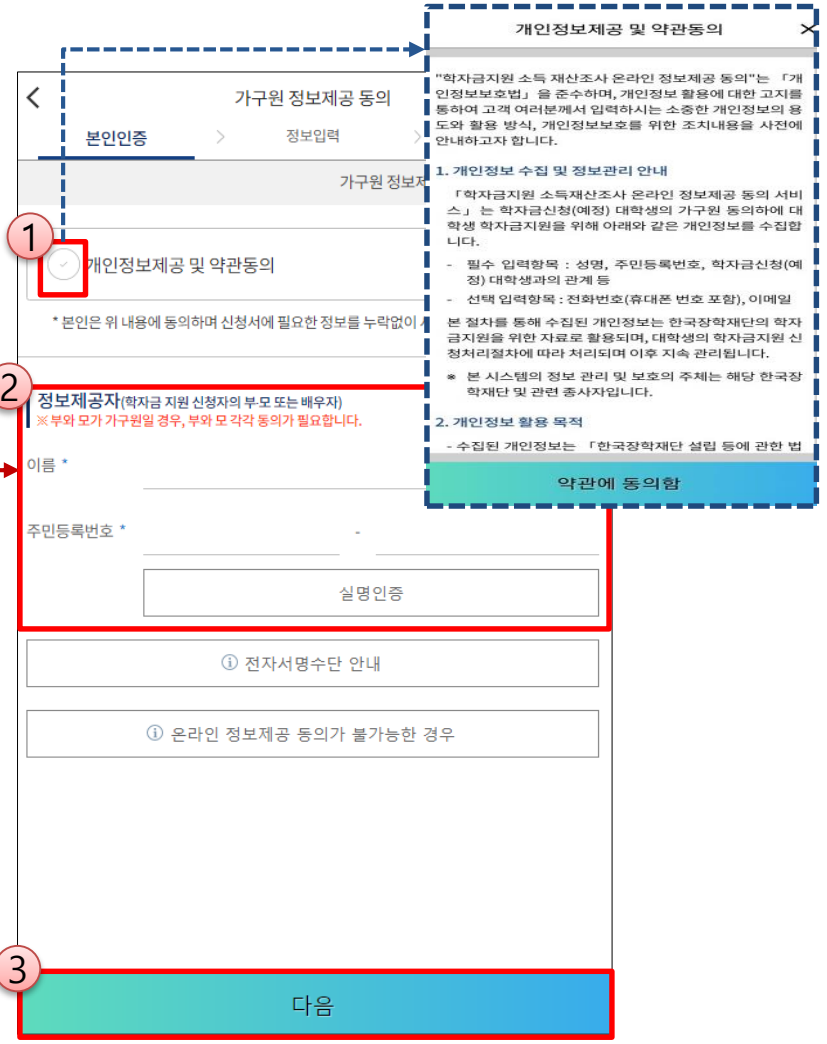 가구원 정보제공 동의
본인인증
정보입력
가구원 정보제
1
개인정보제공 및 약관동의
* 본인은 위 내용에 동의하며 신청서에 필요한 정보를 누락없이
2
정보제공자(학자금 지원 신청자의 부·모 또는 배우자)
※ 부와 모가 가구원일 경우, 부와 모 각각 동의가 필요합니다.
이름 *
주민등록번호 * -
실명인증
ⓘ 전자서명수단 안내
ⓘ 온라인 정보제공 동의가 불가능한 경우
3
다음
개인정보제공 및 약관동의
"학자금지원 소득 재산조사 온라인 정보제공 동의"는 「개
인정보보호법」을 준수하며, 개인정보 활용에 대한 고지를
통하여 고객 여러분께서 입력하시는 소중한 개인정보의 용
도와 활용 방식, 개인정보보호를 위한 조치내용을 사전에
안내하고자 합니다.
1. 개인정보 수집 및 정보관리 안내
「학자금지원 소득재산조사 온라인 정보제공 동의 서비
스」는 학자금신청(예정) 대학생의 가구원 동의하에 대
학생 학자금지원을 위해 아래와 같은 개인정보를 수집합
니다.
- 필수 입력항목 : 성명, 주민등록번호, 학자금신청(예
정) 대학생과의 관계 등
- 선택 입력항목 : 전화번호(휴대폰 번호 포함), 이메일
본 절차를 통해 수집된 개인정보는 한국장학재단의 학자
금지원을 위한 자료로 활용되며, 대학생의 학자금지원 신
청처리절차에 따라 처리되며 이후 지속 관리됩니다.
※ 본 시스템의 정보 관리 및 보호의 주체는 해당 한국장
학재단 및 관련 종사자입니다.
2. 개인정보 활용 목적
- 수집된 개인정보는 「한국장학재단 설립 등에 관한 법
약관에 동의함